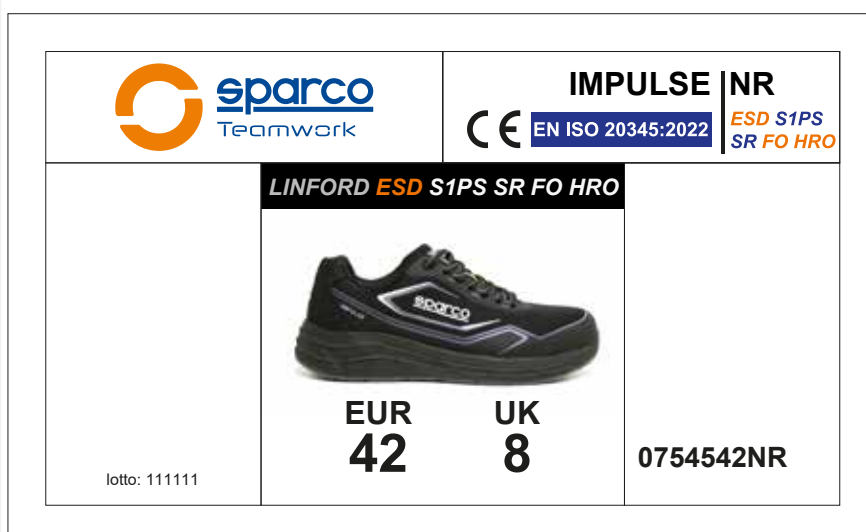 sparco
Teamwork
IMPULSE NR
CE EN ISO 20345:2022
ESD S1PS
SR FO HRO
LINFORD ESD S1PS SR FO HRO
sparco
EUR UK
42 8
lotto: 111111
0754542NR